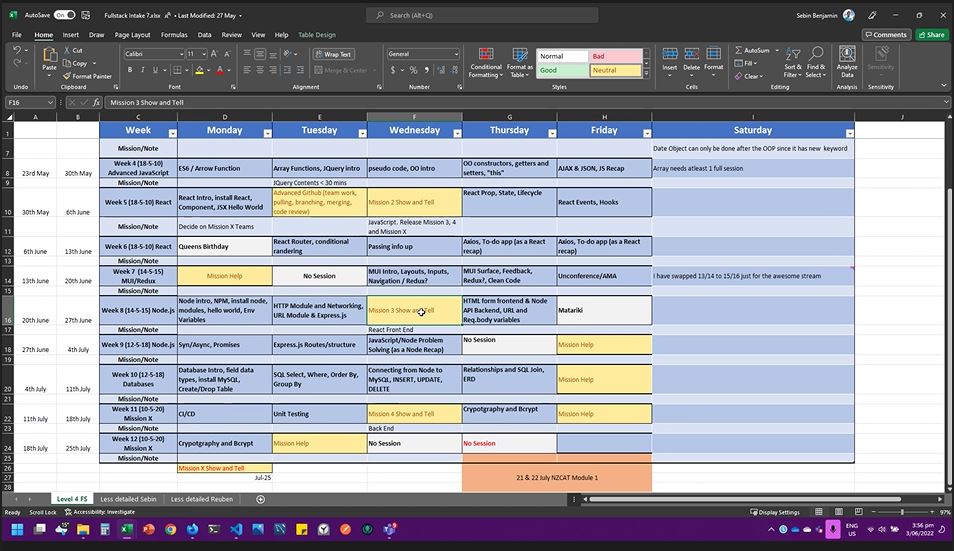 AutoSave On Fullstack Intake 7.xlsx • Last Modified: 27 May
Search (Alt+Q)
Sebin Benjamin
File Home Insert Draw Page Layout Formulas Data Review View Help Table Design
Comments Share
Paste
Cut
Copy
Format Painter
Calibri 11
B I U
Wrap Text
Merge & Center
General
Conditional Formatting
Format as Table
Normal Bad
Good Neutral
Insert Delete Format
AutoSum
Fill
Clear
Sort & Filter
Find & Select
Analyze Data
Sensitivity
Undo Clipboard Font Alignment Number Styles Cells Editing Analysis Sensitivity
F16 Mission 3 Show and Tell
A B C D E F G H I J
1 Week Monday Tuesday Wednesday Thursday Friday Saturday
7 Mission/Note Date Object can only be done after the OOP since it has new keyword
8 23rd May 30th May Week 4 (18-5-10) Advanced JavaScript ES6 / Arrow Function Array Functions, JQuery intro pseudo code, OO intro OO constructors, getters and setters, "this" AJAX & JSON, JS Recap Array needs atleast 1 full session
9 Mission/Note JQuery Contents < 30 mins
10 30th May 6th June Week 5 (18-5-10) React React Intro, install React, Component, JSX Hello World Advanced Github (team work, pulling, branching, merging, code review) Mission 2 Show and Tell React Prop, State, Lifecycle React Events, Hooks
11 Mission/Note Decide on Mission X Teams JavaScript. Release Mission 3, 4 and Mission X
12 6th June 13th June Week 6 (18-5-10) React Queens Birthday React Router, conditional randering Passing info up Axios, To-do app (as a React recap) Axios, To-do app (as a React recap)
13 Mission/Note
14 13th June 20th June Week 7 (14-5-15) MUI/Redux Mission Help No Session MUI Intro, Layouts, Inputs, Navigation / Redux? MUI Surface, Feedback, Redux?, Clean Code Unconference/AMA I have swapped 13/14 to 15/16 just for the awesome stream
15 Mission/Note
16 20th June 27th June Week 8 (14-5-15) Node.js Node intro, NPM, install node, modules, hello world, Env Variables HTTP Module and Networking, URL Module & Express.js Mission 3 Show and Tell HTML form frontend & Node API Backend, URL and Req.body variables Matariki
17 Mission/Note React Front End
18 27th June 4th July Week 9 (12-5-18) Node.js Syn/Async, Promises Express.js Routes/structure JavaScript/Node Problem Solving (as a Node Recap) No Session Mission Help
19 Mission/Note
20 4th July 11th July Week 10 (12-5-18) Databases Database Intro, field data types, install MySQL, Create/Drop Table SQL Select, Where, Order By, Group By Connecting from Node to MySQL, INSERT, UPDATE, DELETE Relationships and SQL Join, ERD Mission Help
21 Mission/Note
22 11th July 18th July Week 11 (10-5-20) Mission X CI/CD Unit Testing Mission 4 Show and Tell Crypotgraphy and Bcrypt Mission Help
23 Mission/Note Back End
24 18th July 25th July Week 12 (10-5-20) Mission X Crypotgraphy and Bcrypt Mission Help No Session No Session
25 Mission/Note
26 Mission X Show and Tell
27 Jul-25 21 & 22 July NZCAT Module 1
28
Level 4 FS Less detailed Sebin Less detailed Reuben
Ready Scroll Lock Accessibility: Investigate Display Settings 97%
ENG US
3:56 pm
3/06/2022